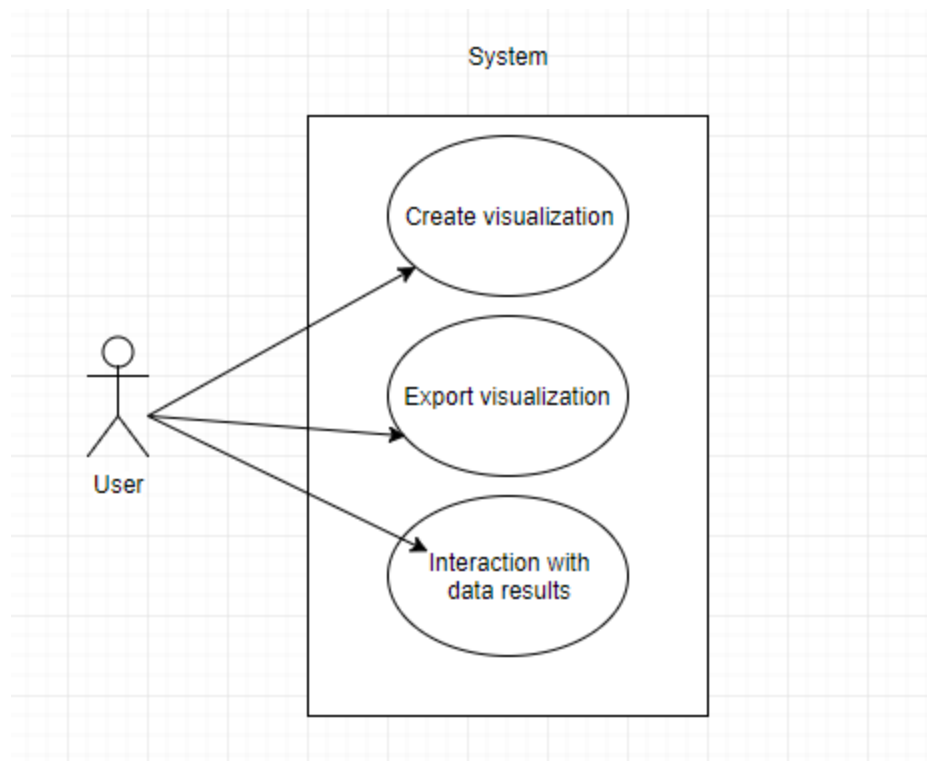 System
Create visualization
Export visualization
User
Interaction with
data results